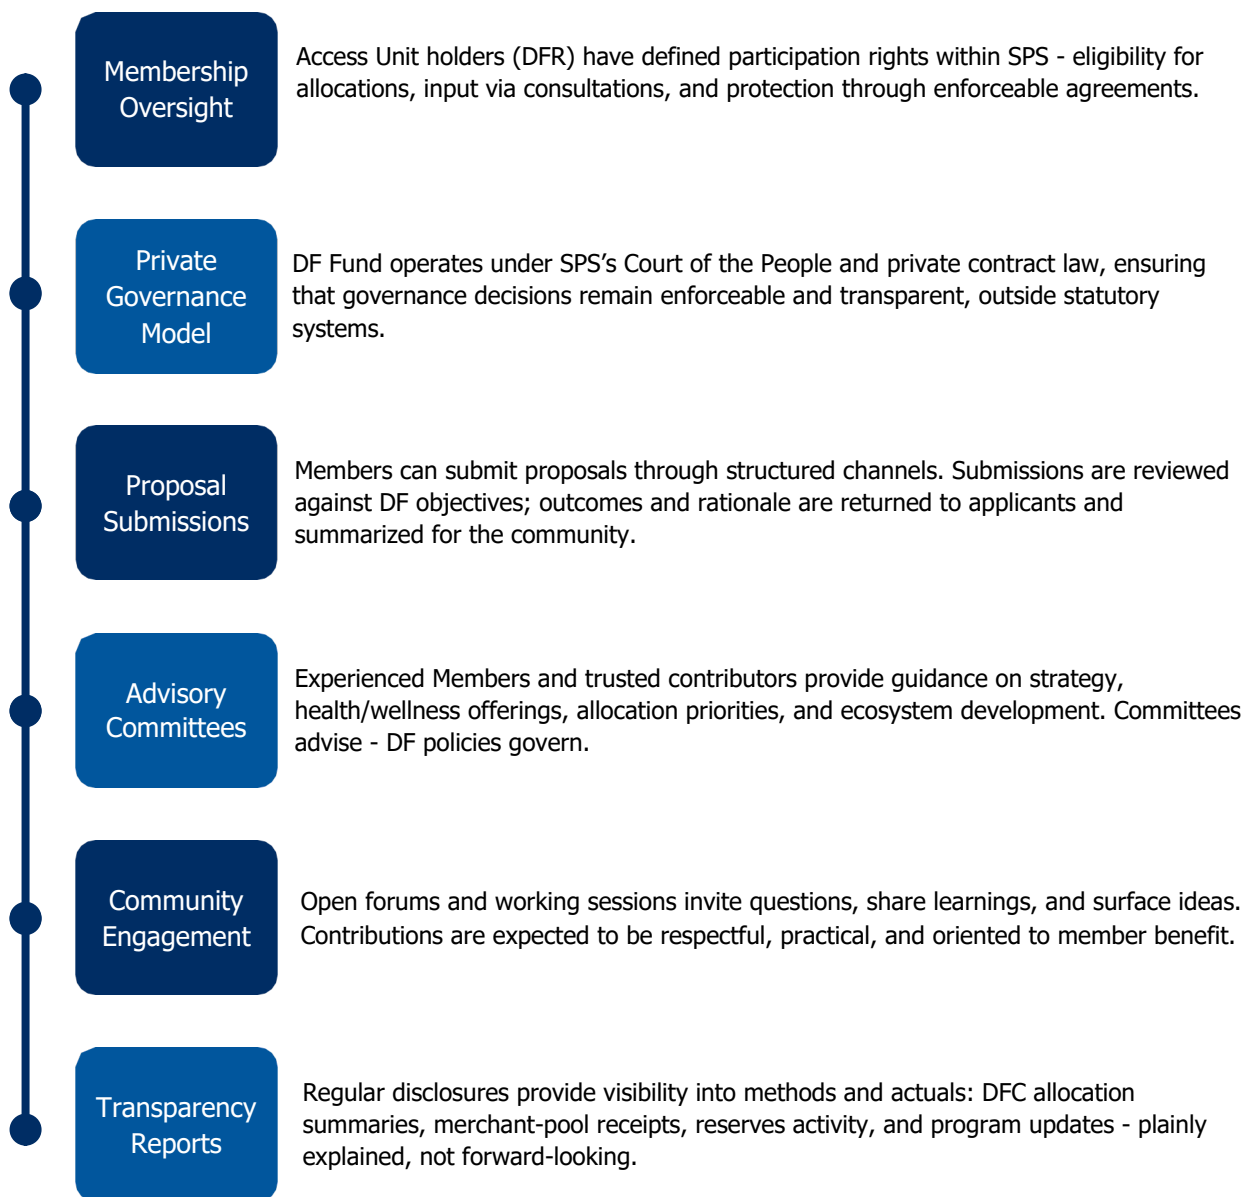 Membership
Oversight
Access Unit holders (DFR) have defined participation rights within SPS - eligibility for
allocations, input via consultations, and protection through enforceable agreements.
Private
Governance
Model
DF Fund operates under SPS’s Court of the People and private contract law, ensuring
that governance decisions remain enforceable and transparent, outside statutory
systems.
Proposal
Submissions
Members can submit proposals through structured channels. Submissions are reviewed
against DF objectives; outcomes and rationale are returned to applicants and
summarized for the community.
Advisory
Committees
Experienced Members and trusted contributors provide guidance on strategy,
health/wellness offerings, allocation priorities, and ecosystem development. Committees
advise - DF policies govern.
Community
Engagement
Open forums and working sessions invite questions, share learnings, and surface ideas.
Contributions are expected to be respectful, practical, and oriented to member benefit.
Transparency
Reports
Regular disclosures provide visibility into methods and actuals: DFC allocation
summaries, merchant-pool receipts, reserves activity, and program updates - plainly
explained, not forward-looking.